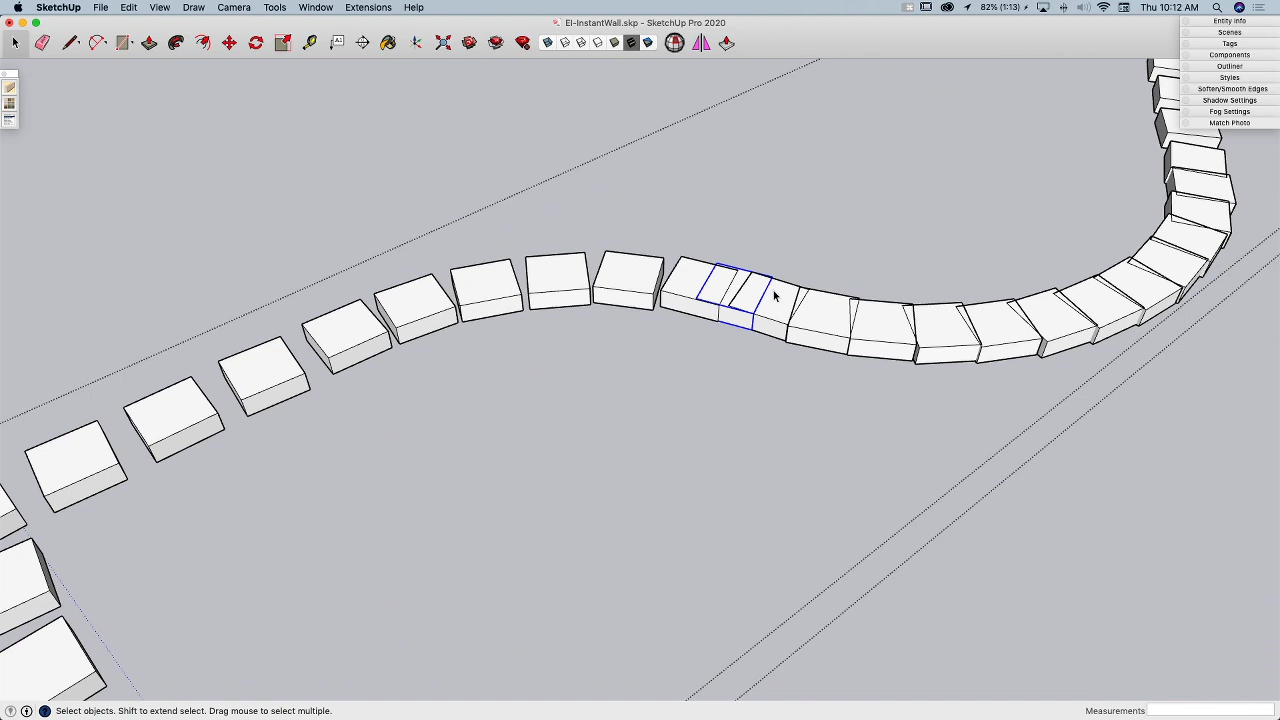 SketchUp File Edit View Draw Camera Tools Window Extensions Help 82% (1:13) Thu 10:12 AM
EI-InstantWall.skp - SketchUp Pro 2020
Entity Info
Scenes
Tags
Components
Outliner
Styles
Soften/Smooth Edges
Shadow Settings
Fog Settings
Match Photo
Select objects. Shift to extend select. Drag mouse to select multiple. Measurements